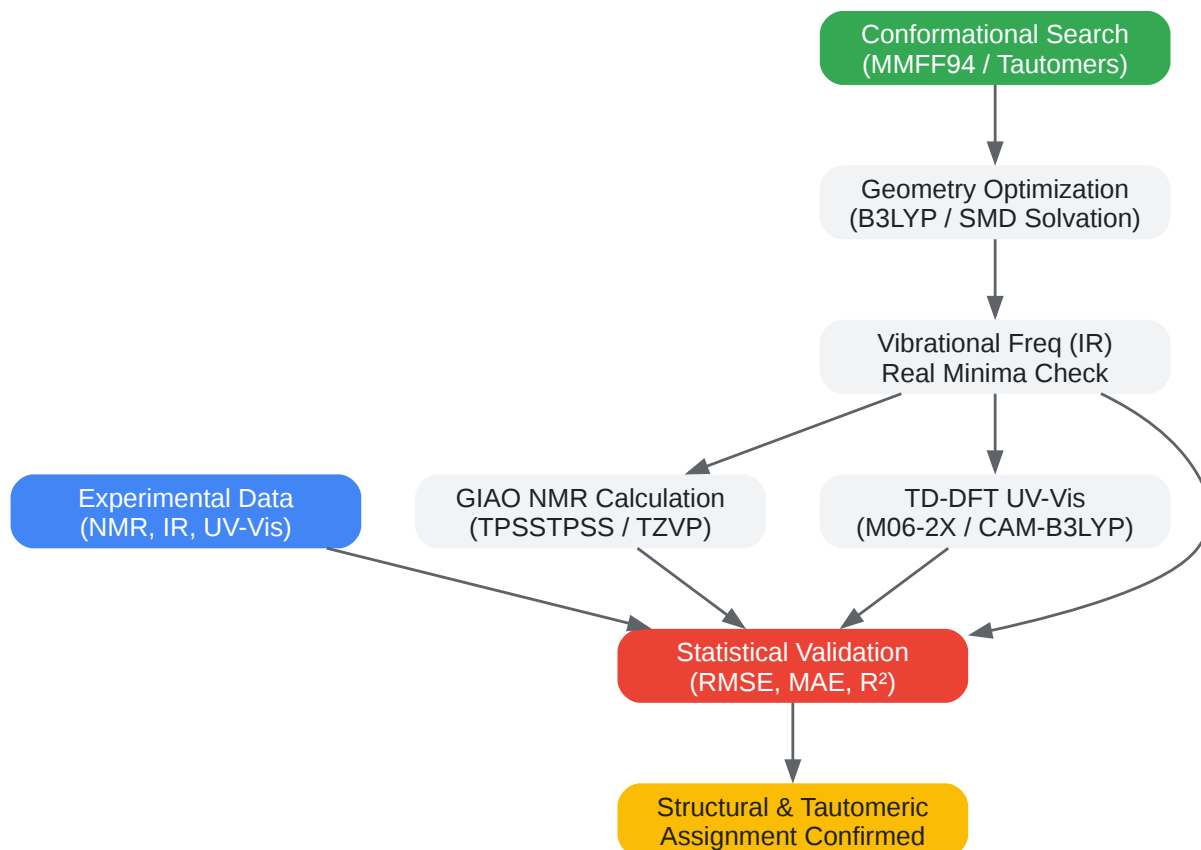 Conformational Search
(MMFF94 / Tautomers)
Geometry Optimization
(B3LYP / SMD Solvation)
Vibrational Freq (IR)
Real Minima Check
Experimental Data
(NMR, IR, UV-Vis)
GIAO NMR Calculation
(TPSSTPSS / TZVP)
TD-DFT UV-Vis
(M06-2X / CAM-B3LYP)
Statistical Validation
(RMSE, MAE, R²)
Structural & Tautomeric
Assignment Confirmed